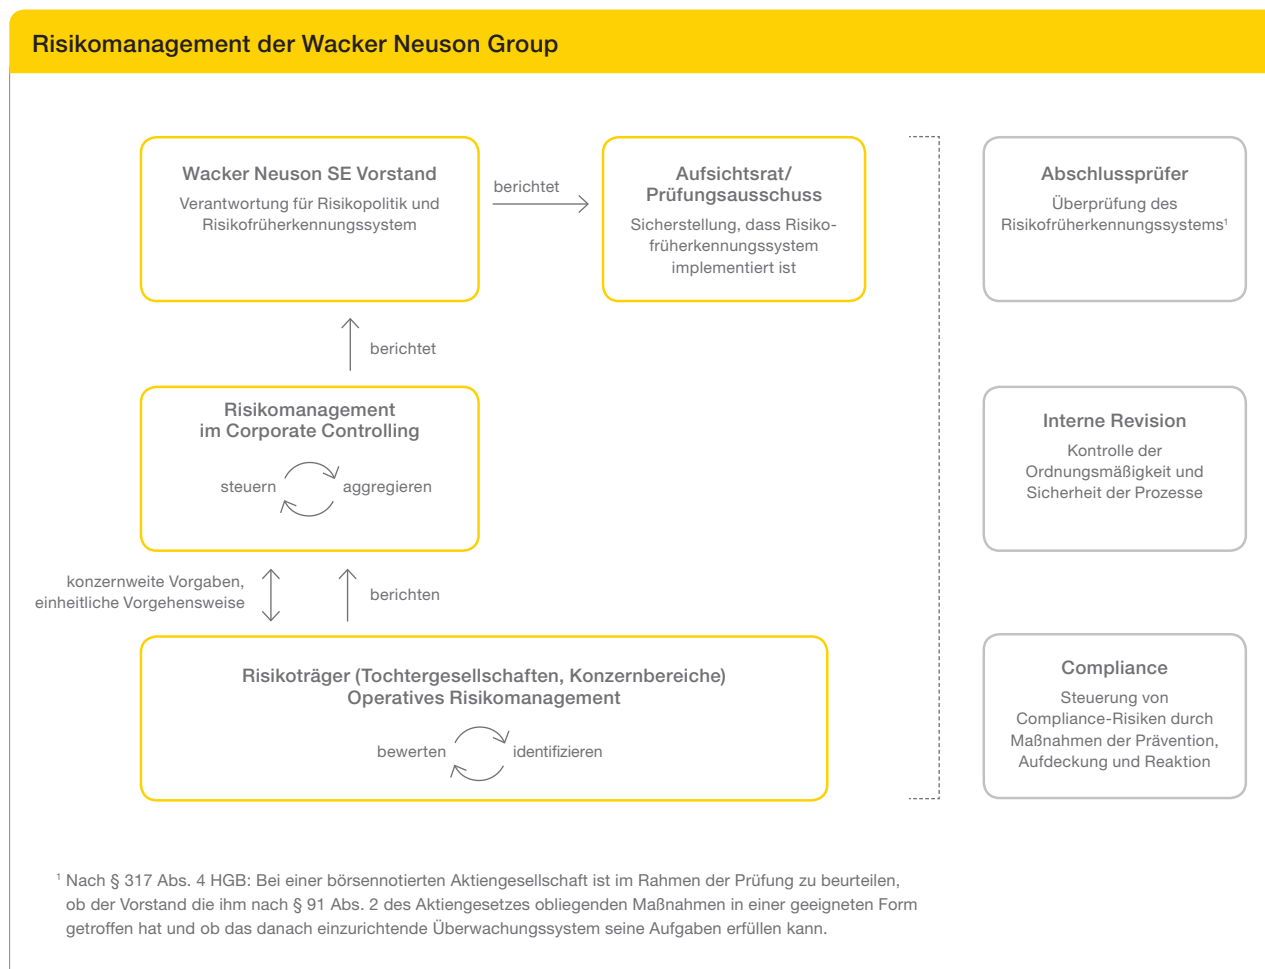 Risikomanagement der Wacker Neuson Group
Wacker Neuson SE Vorstand
Verantwortung für Risikopolitik und
Risikofrüherkennungssystem
berichtet
Aufsichtsrat/
Prüfungsausschuss
Sicherstellung, dass Risiko-
früherkennungssystem
implementiert ist
Abschlussprüfer
Überprüfung des
Risikofrüherkennungssystems¹
berichtet
Risikomanagement
im Corporate Controlling
steuern
aggregieren
Interne Revision
Kontrolle der
Ordnungsmäßigkeit und
Sicherheit der Prozesse
konzernweite Vorgaben,
einheitliche Vorgehensweise
berichten
Risikoträger (Tochtergesellschaften, Konzernbereiche)
Operatives Risikomanagement
bewerten
identifizieren
Compliance
Steuerung von
Compliance-Risiken durch
Maßnahmen der Prävention,
Aufdeckung und Reaktion
¹ Nach § 317 Abs. 4 HGB: Bei einer börsennotierten Aktiengesellschaft ist im Rahmen der Prüfung zu beurteilen,
ob der Vorstand die ihm nach § 91 Abs. 2 des Aktiengesetzes obliegenden Maßnahmen in einer geeigneten Form
getroffen hat und ob das danach einzurichtende Überwachungssystem seine Aufgaben erfüllen kann.